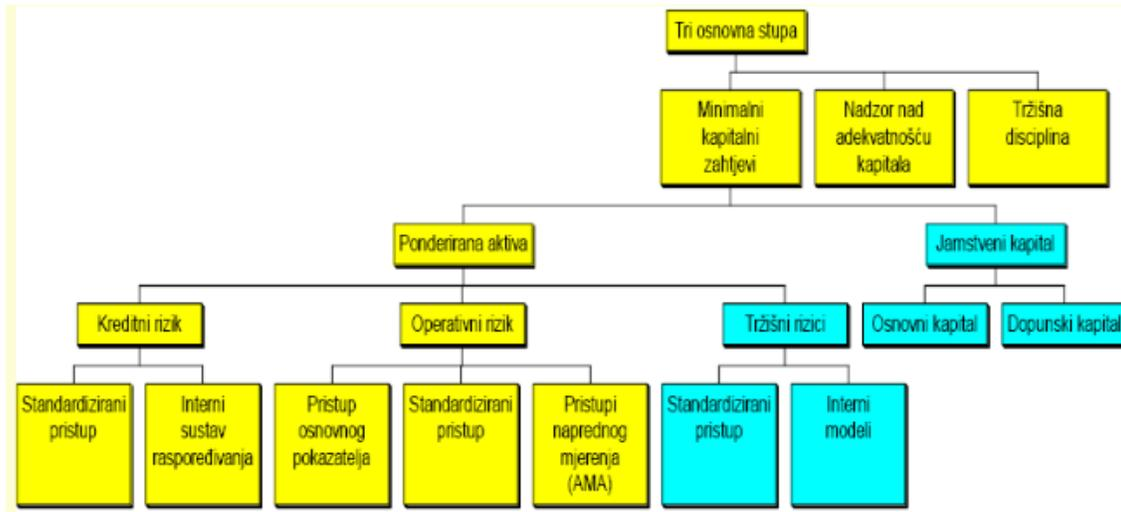 Tri osnovna stupa
Minimalni
kapitalni
zahtjevi
Nadzor nad
adekvatnošću
kapitala
Tržišna
disciplina
Ponderirana aktiva
Jamstveni kapital
Kreditni rizik
Operativni rizik
Tržišni rizici
Osnovni kapital
Dopunski kapital
Standardizirani
pristup
Interni
sustav
raspoređivanja
Pristup
osnovnog
pokazatelja
Standardizirani
pristup
Pristupi
naprednog
mjerenja
(AMA)
Standardizirani
pristup
Interni
modeli